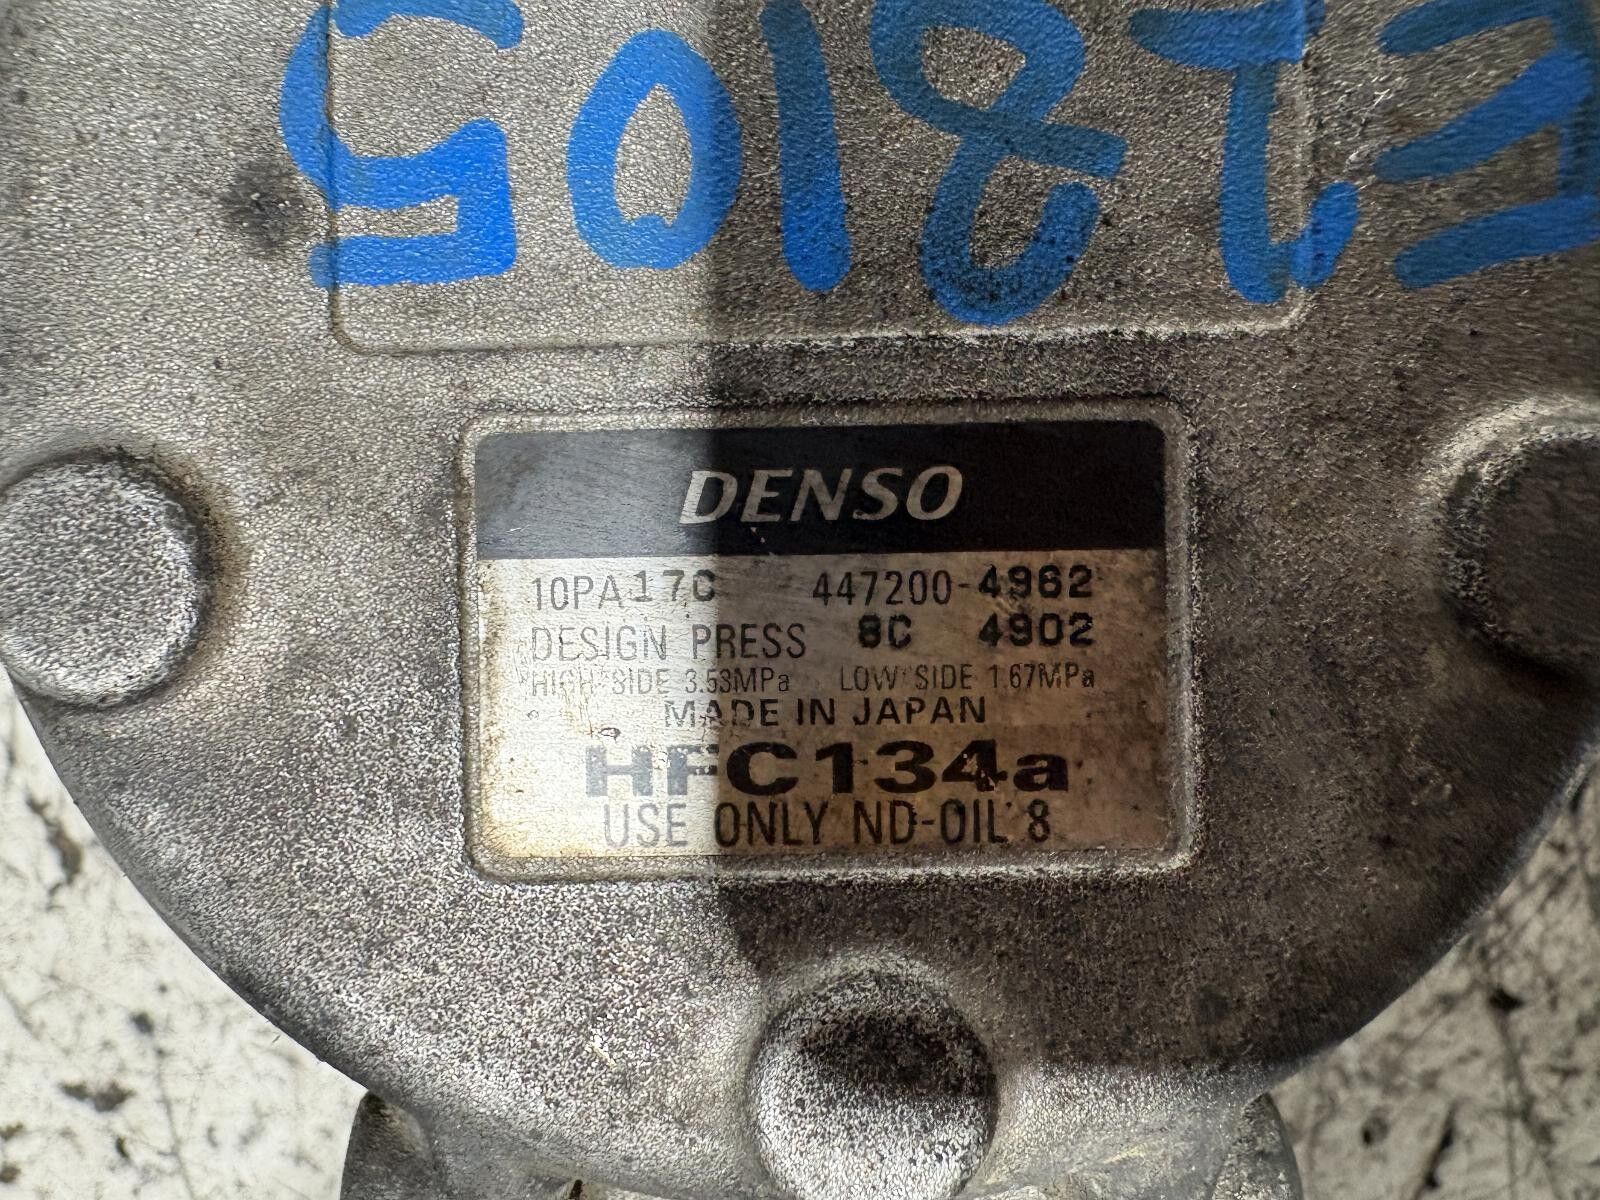 E28105
DENSO
10PA17C 447200-4962
DESIGN PRESS 8C 4902
HIGH SIDE 3.53MPa LOW SIDE 1.67MPa
MADE IN JAPAN
HFC134a
USE ONLY ND-OIL 8